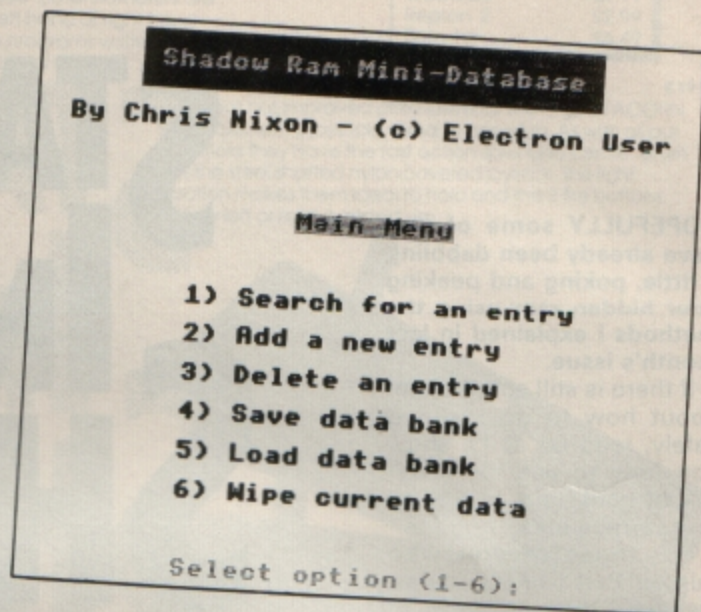 Shadow Ram Mini-Database
By Chris Nixon - (c) Electron User
Main Menu
1) Search for an entry
2) Add a new entry
3) Delete an entry
4) Save data bank
5) Load data bank
6) Wipe current data
Select option (1-6):